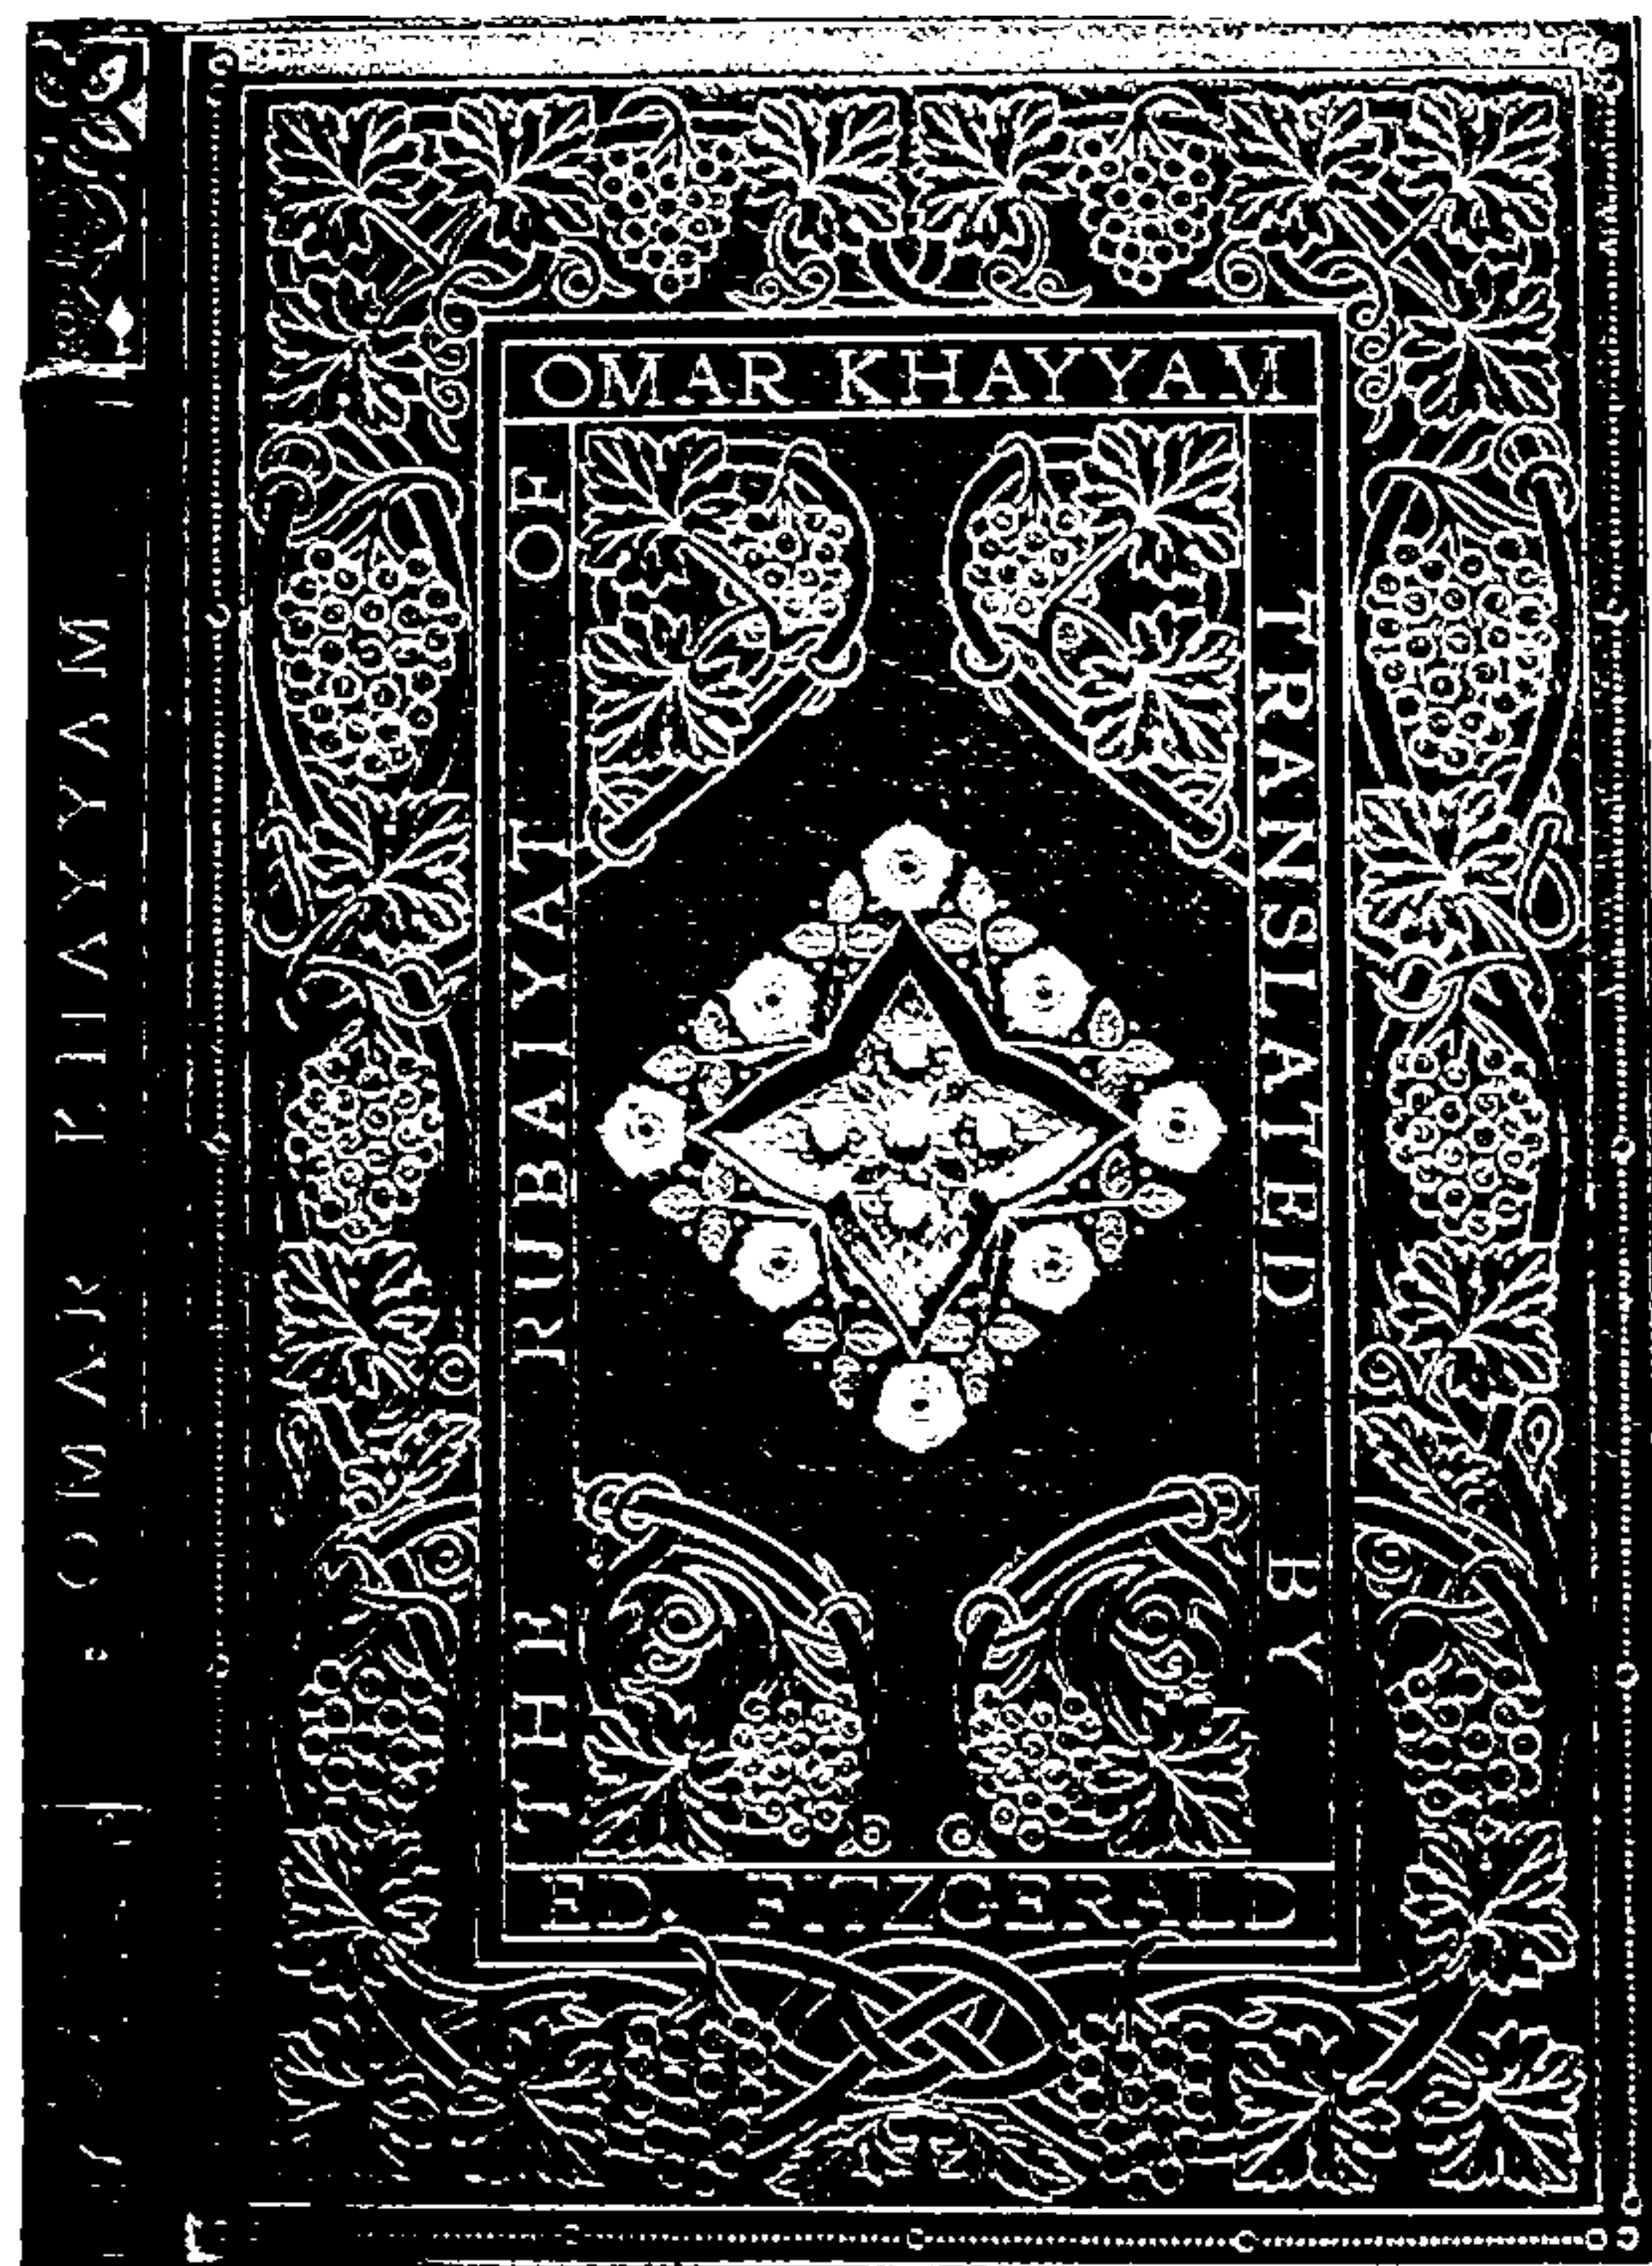 OMAR KHAYYAM
THE RUBAIYAT OF
OMAR KHAYYAM
TRANSLATED BY
ED. FITZGERALD